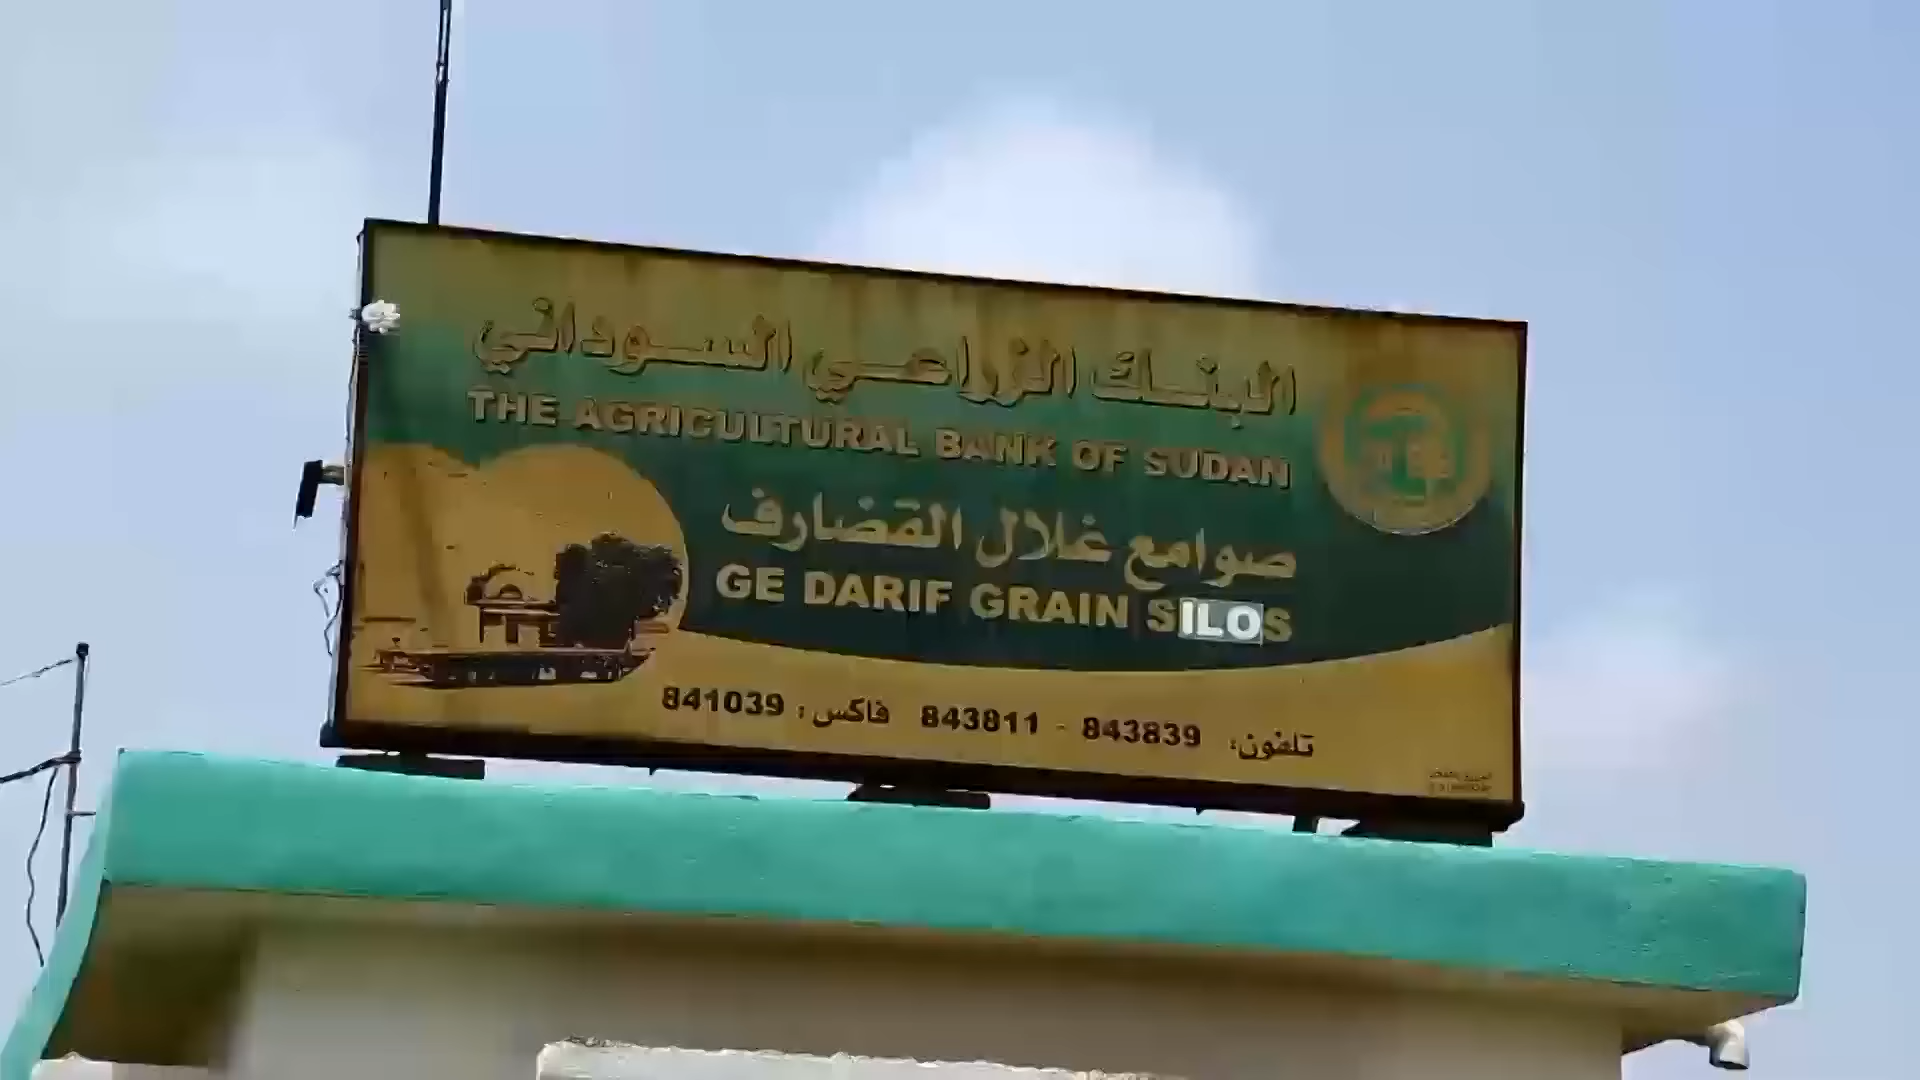 البنك الزراعي السوداني
THE AGRICULTURAL BANK OF SUDAN
صوامع غلال القضارف
GE DARIF GRAIN SILOS
تلفون: 843839 - 843811 فاكس: 841039